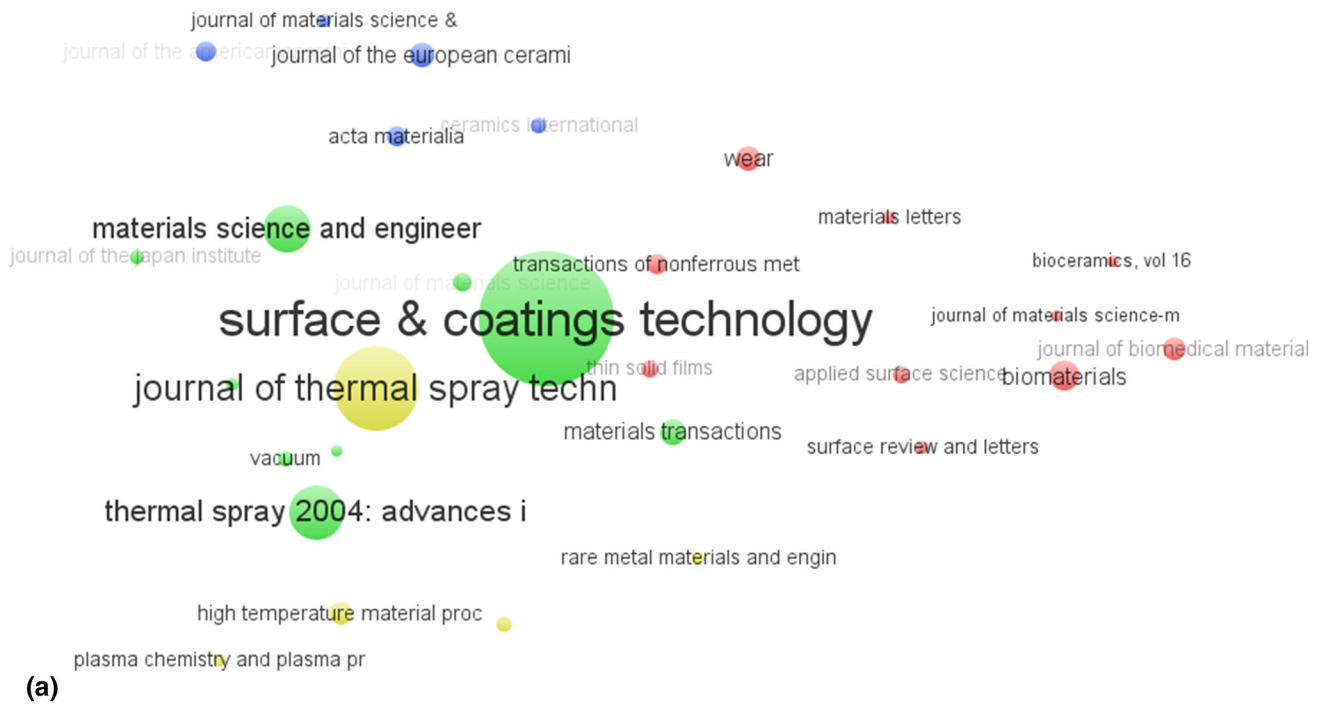 journal of materials science &
journal of the american cerami
journal of the european cerami
ceramics international
acta materialia
wear
materials letters
materials science and engineer
journal of the japan institute
transactions of nonferrous met
bioceramics, vol 16
journal of materials science
surface & coatings technology
journal of materials science-m
journal of biomedical material
thin solid films
applied surface science
biomaterials
journal of thermal spray techn
materials transactions
surface review and letters
vacuum
thermal spray 2004: advances i
rare metal materials and engin
high temperature material proc
plasma chemistry and plasma pr
(a)